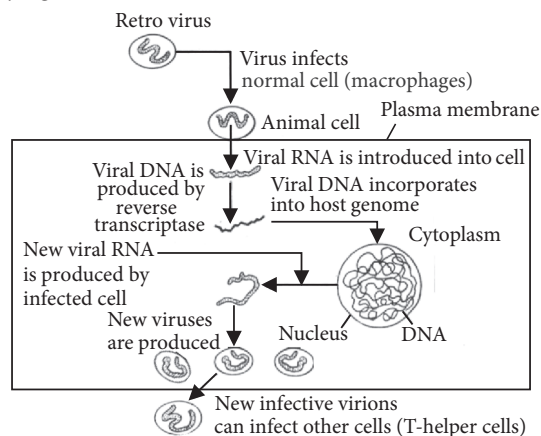 Retro virus
Virus infects
normal cell (macrophages)
Plasma membrane
Animal cell
Viral RNA is introduced into cell
Viral DNA is
produced by
reverse
transcriptase
Viral DNA incorporates
into host genome
Cytoplasm
New viral RNA
is produced by
infected cell
New viruses
are produced
Nucleus
DNA
New infective virions
can infect other cells (T-helper cells)